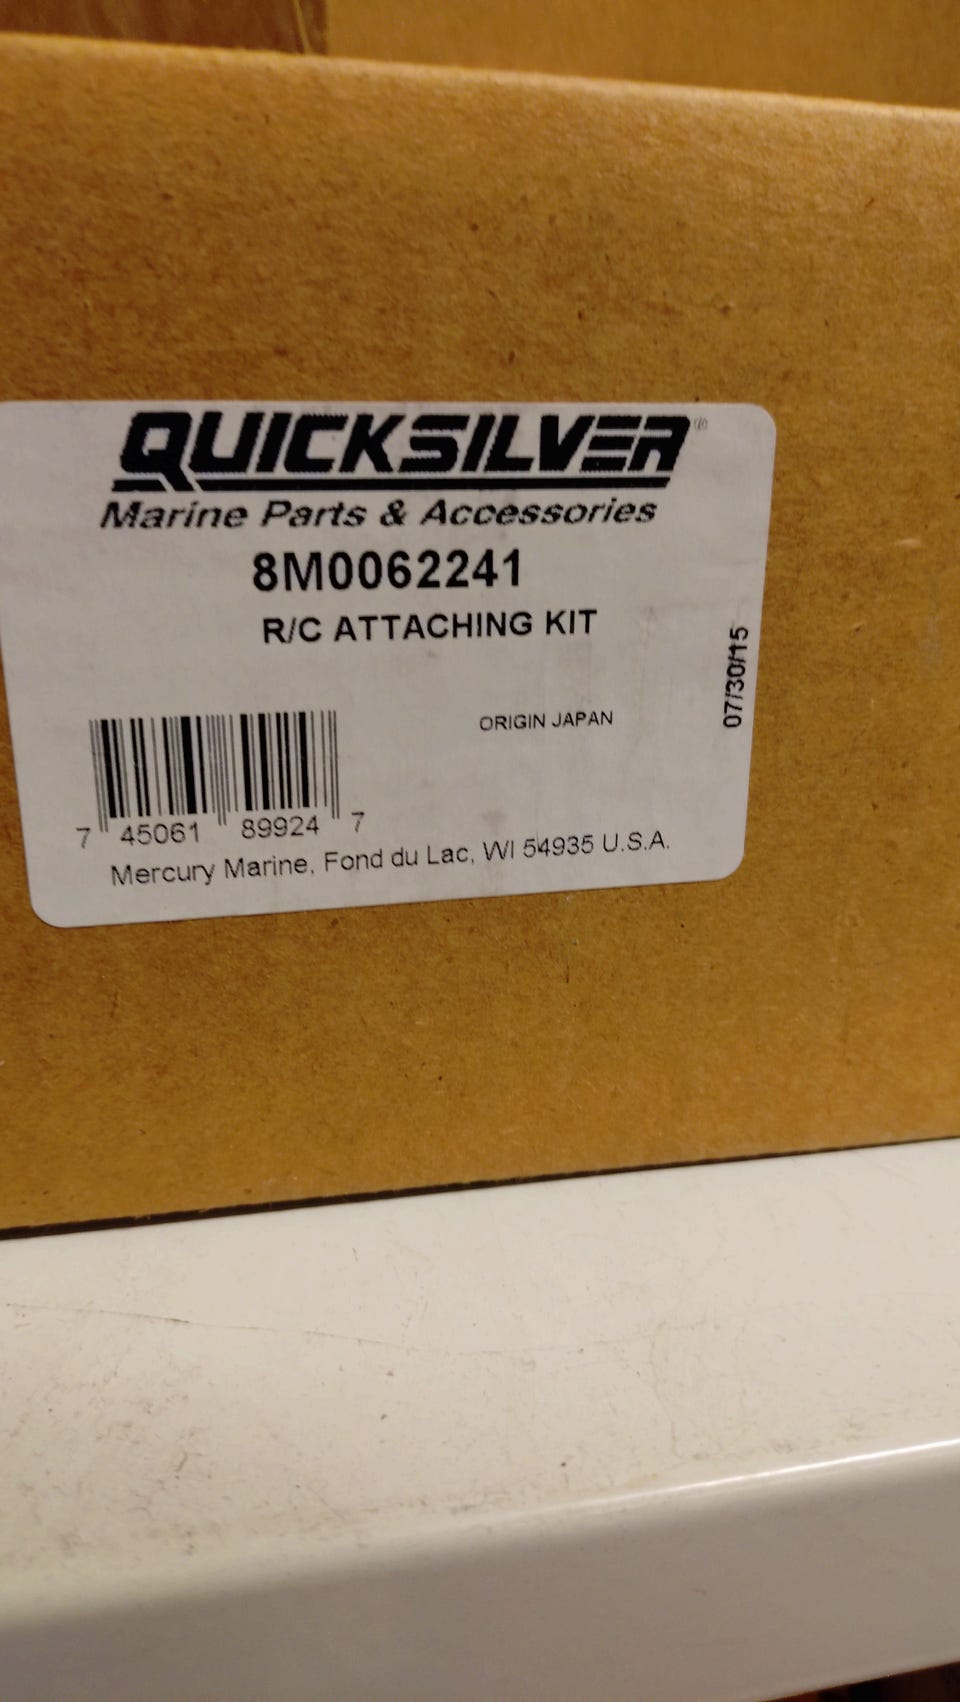 QUICKSILVER®
Marine Parts & Accessories
8M0062241
R/C ATTACHING KIT
07/30/15
ORIGIN JAPAN
7 45061 89924 7
Mercury Marine, Fond du Lac, WI 54935 U.S.A.